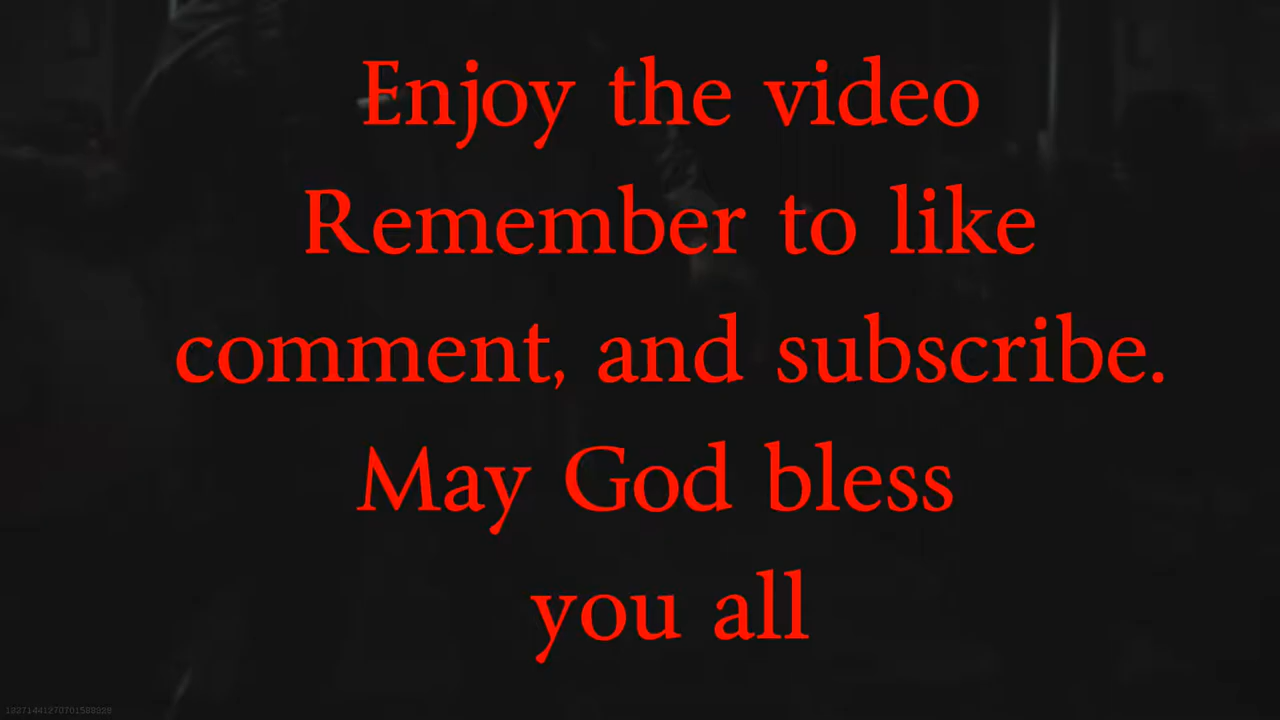 Enjoy the video
Remember to like
comment, and subscribe.
May God bless
you all